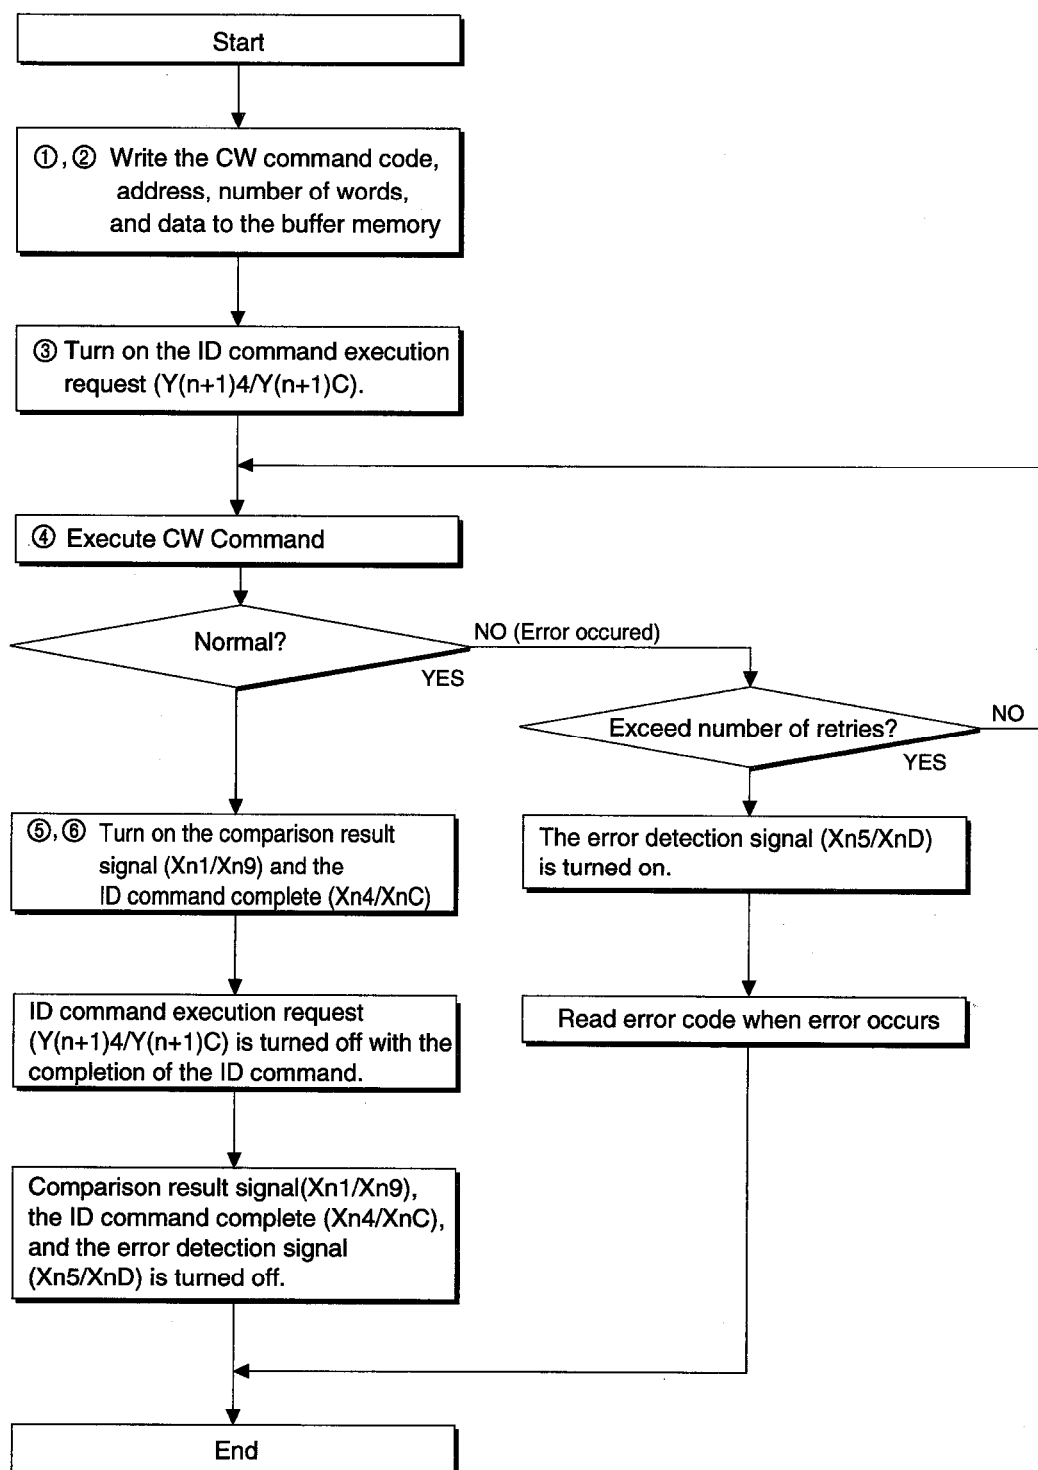 Start
①, ② Write the CW command code,
address, number of words,
and data to the buffer memory
③ Turn on the ID command execution
request (Y(n+1)4/Y(n+1)C).
④ Execute CW Command
Normal?
NO (Error occured)
YES
Exceed number of retries?
NO
YES
⑤, ⑥ Turn on the comparison result
signal (Xn1/Xn9) and the
ID command complete (Xn4/XnC)
The error detection signal (Xn5/XnD)
is turned on.
ID command execution request
(Y(n+1)4/Y(n+1)C) is turned off with the
completion of the ID command.
Read error code when error occurs
Comparison result signal(Xn1/Xn9),
the ID command complete (Xn4/XnC),
and the error detection signal
(Xn5/XnD) is turned off.
End